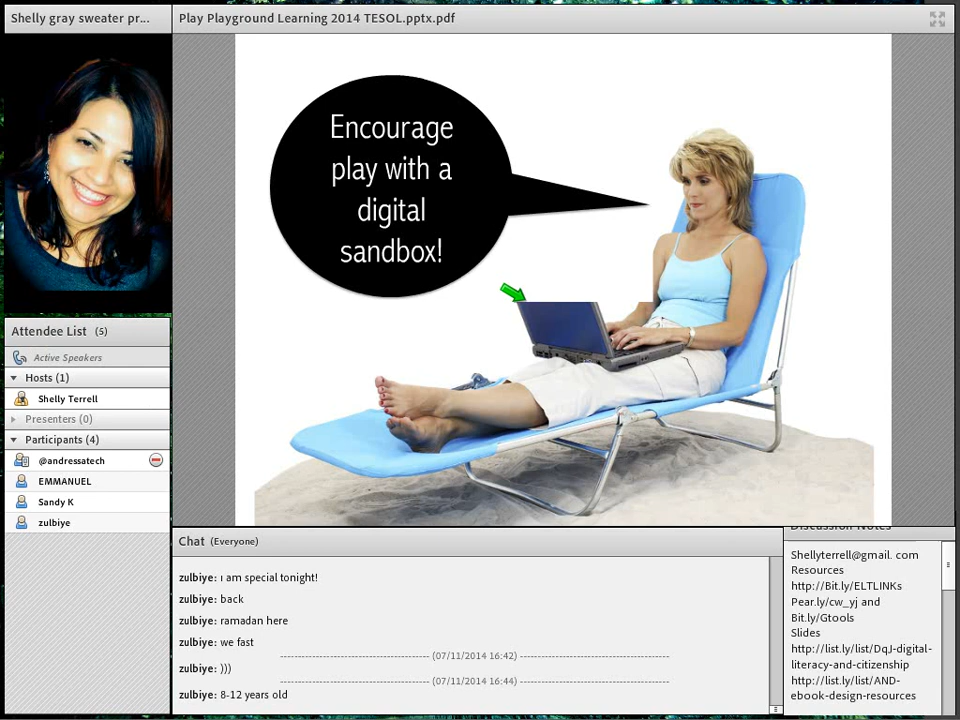 Shelly gray sweater pr...
Play Playground Learning 2014 TESOL.pptx.pdf
Encourage
play with a
digital
sandbox!
Attendee List (5)
Active Speakers
Hosts (1)
Shelly Terrell
Presenters (0)
Participants (4)
@andressatech
EMMANUEL
Sandy K
zulbiye
Chat (Everyone)
zulbiye: ı am special tonight!
zulbiye: back
zulbiye: ramadan here
zulbiye: we fast
(07/11/2014 16:42)
zulbiye: )))
(07/11/2014 16:44)
zulbiye: 8-12 years old
Discussion Notes
Shellyterrell@gmail. com
Resources
http://Bit.ly/ELTLINKs
Pear.ly/cw_yj and
Bit.ly/Gtools
Slides
http://list.ly/list/DqJ-digital-
literacy-and-citizenship
http://list.ly/list/AND-
ebook-design-resources